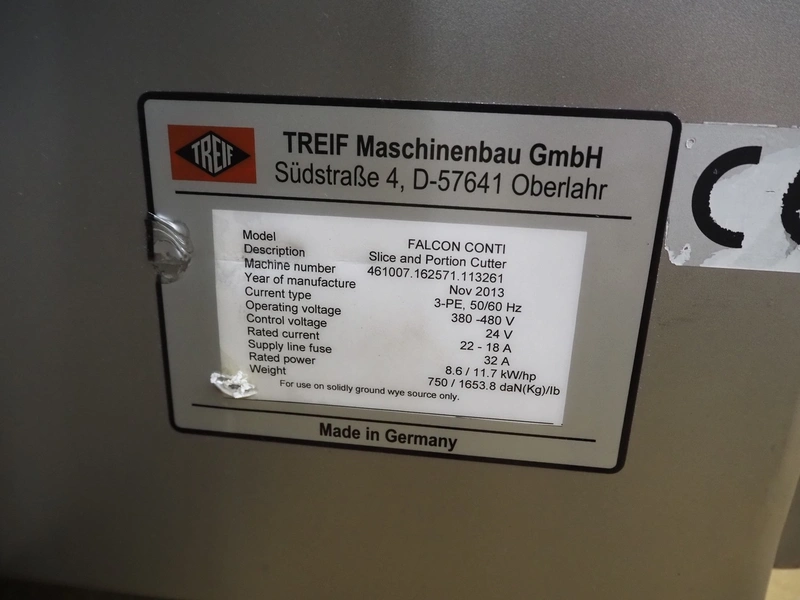 TREIF
TREIF Maschinenbau GmbH
Südstraße 4, D-57641 Oberlahr
Model FALCON CONTI
Description Slice and Portion Cutter
Machine number 461007.162571.113261
Year of manufacture Nov 2013
Current type 3-PE, 50/60 Hz
Operating voltage 380 -480 V
Control voltage 24 V
Rated current 22 - 18 A
Supply line fuse 32 A
Rated power 8.6 / 11.7 kW/hp
Weight 750 / 1653.8 daN(Kg)/lb
For use on solidly ground wye source only.
Made in Germany
CE